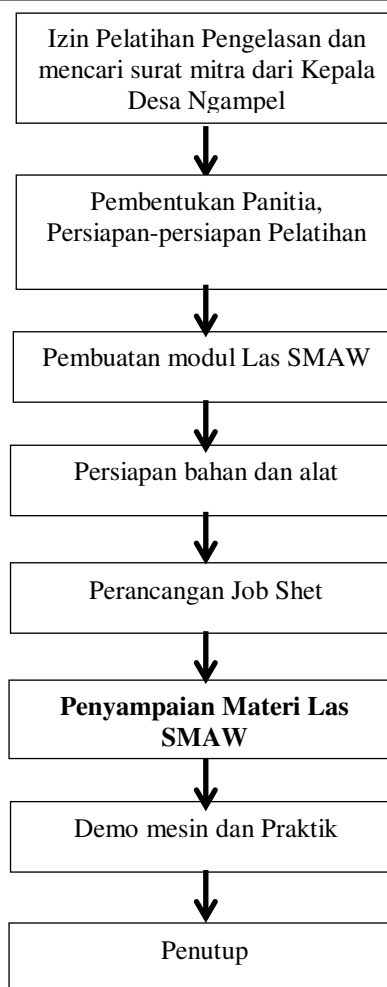 Izin Pelatihan Pengelasan dan
mencari surat mitra dari Kepala
Desa Ngampel
Pembentukan Panitia,
Persiapan-persiapan Pelatihan
Pembuatan modul Las SMAW
Persiapan bahan dan alat
Perancangan Job Shet
Penyampaian Materi Las
SMAW
Demo mesin dan Praktik
Penutup